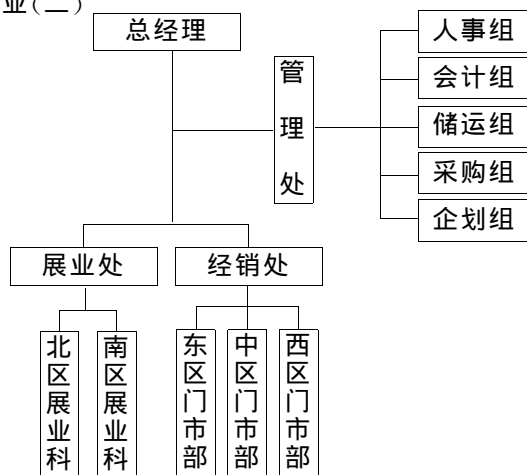 业(二)
总经理
管理处
人事组
会计组
储运组
采购组
企划组
展业处
经销处
北区展业科
南区展业科
东区门市部
中区门市部
西区门市部